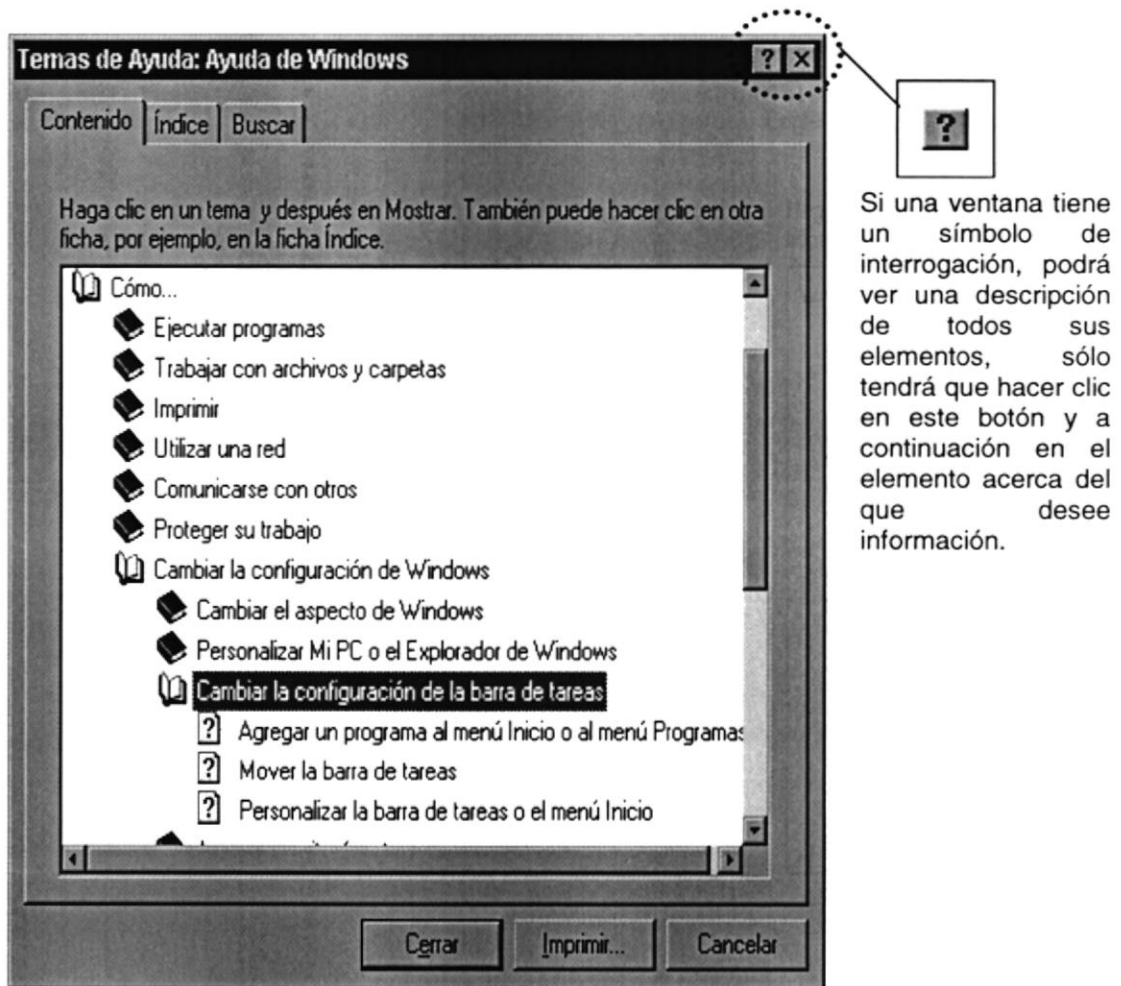 Temas de Ayuda: Ayuda de Windows
? ×
Contenido
Índice
Buscar
Haga clic en un tema y después en Mostrar. También puede hacer clic en otra
ficha, por ejemplo, en la ficha Índice.
Cómo...
Ejecutar programas
Trabajar con archivos y carpetas
Imprimir
Utilizar una red
Comunicarse con otros
Proteger su trabajo
Cambiar la configuración de Windows
Cambiar el aspecto de Windows
Personalizar Mi PC o el Explorador de Windows
Cambiar la configuración de la barra de tareas
? Agregar un programa al menú Inicio o al menú Programas
? Mover la barra de tareas
? Personalizar la barra de tareas o el menú Inicio
Cerrar
Imprimir...
Cancelar
?
Si una ventana tiene
un símbolo de
interrogación, podrá
ver una descripción
de todos sus
elementos, sólo
tendrá que hacer clic
en este botón y a
continuación en el
elemento acerca del
que desee
información.